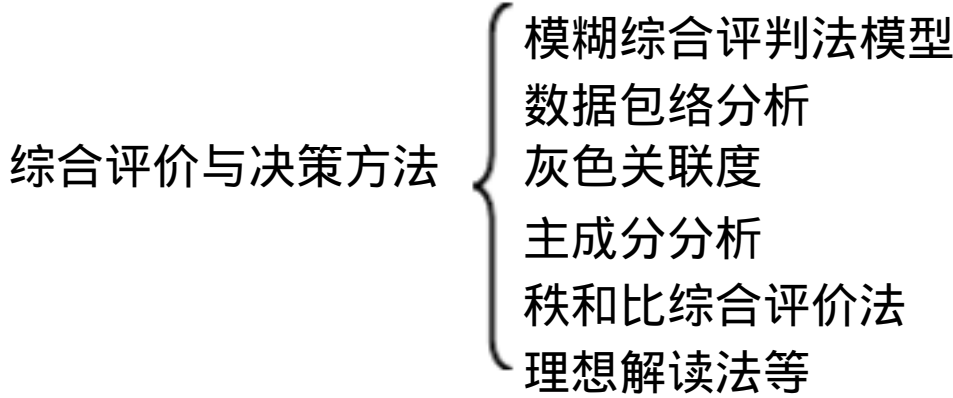 综合评价与决策方法
模糊综合评判法模型
数据包络分析
灰色关联度
主成分分析
秩和比综合评价法
理想解读法等